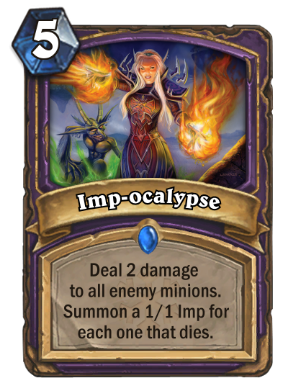 5
Imp-ocalypse
Deal 2 damage
to all enemy minions.
Summon a 1/1 Imp for
each one that dies.